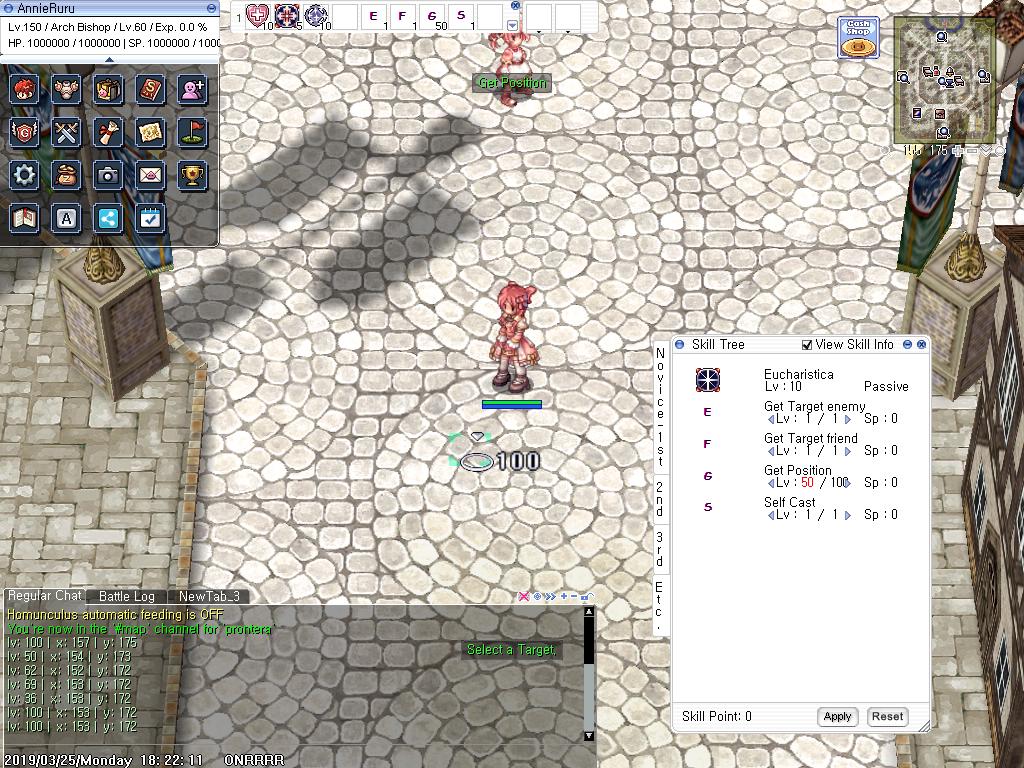 AnnieRuru
Lv.150 / Arch Bishop / Lv.60 / Exp. 0.0 %
HP. 1000000 / 1000000 | SP. 1000000 / 1000
1
10
5
10
E
1
F
1
G
50
S
1
Get Position
Cash
Shop
175
G
S
A
100
Skill Tree
View Skill Info
Novice-1st
2nd
3rd
Etc.
Eucharistica
Lv : 10 Passive
E
Get Target enemy
Lv : 1 / 1 Sp : 0
F
Get Target friend
Lv : 1 / 1 Sp : 0
G
Get Position
Lv : 50 / 100 Sp : 0
S
Self Cast
Lv : 1 / 1 Sp : 0
Skill Point: 0 Apply Reset
Regular Chat Battle Log NewTab_3
Homunculus automatic feeding is OFF
You're now in the '#map' channel for 'prontera'
lv: 100 | x: 157 | y: 175
lv: 50 | x: 154 | y: 173
lv: 62 | x: 152 | y: 172
lv: 69 | x: 153 | y: 172
lv: 36 | x: 153 | y: 172
lv: 100 | x: 153 | y: 172
lv: 100 | x: 153 | y: 172
Select a Target.
2019/03/25/Monday 18:22:11 ONRRRR